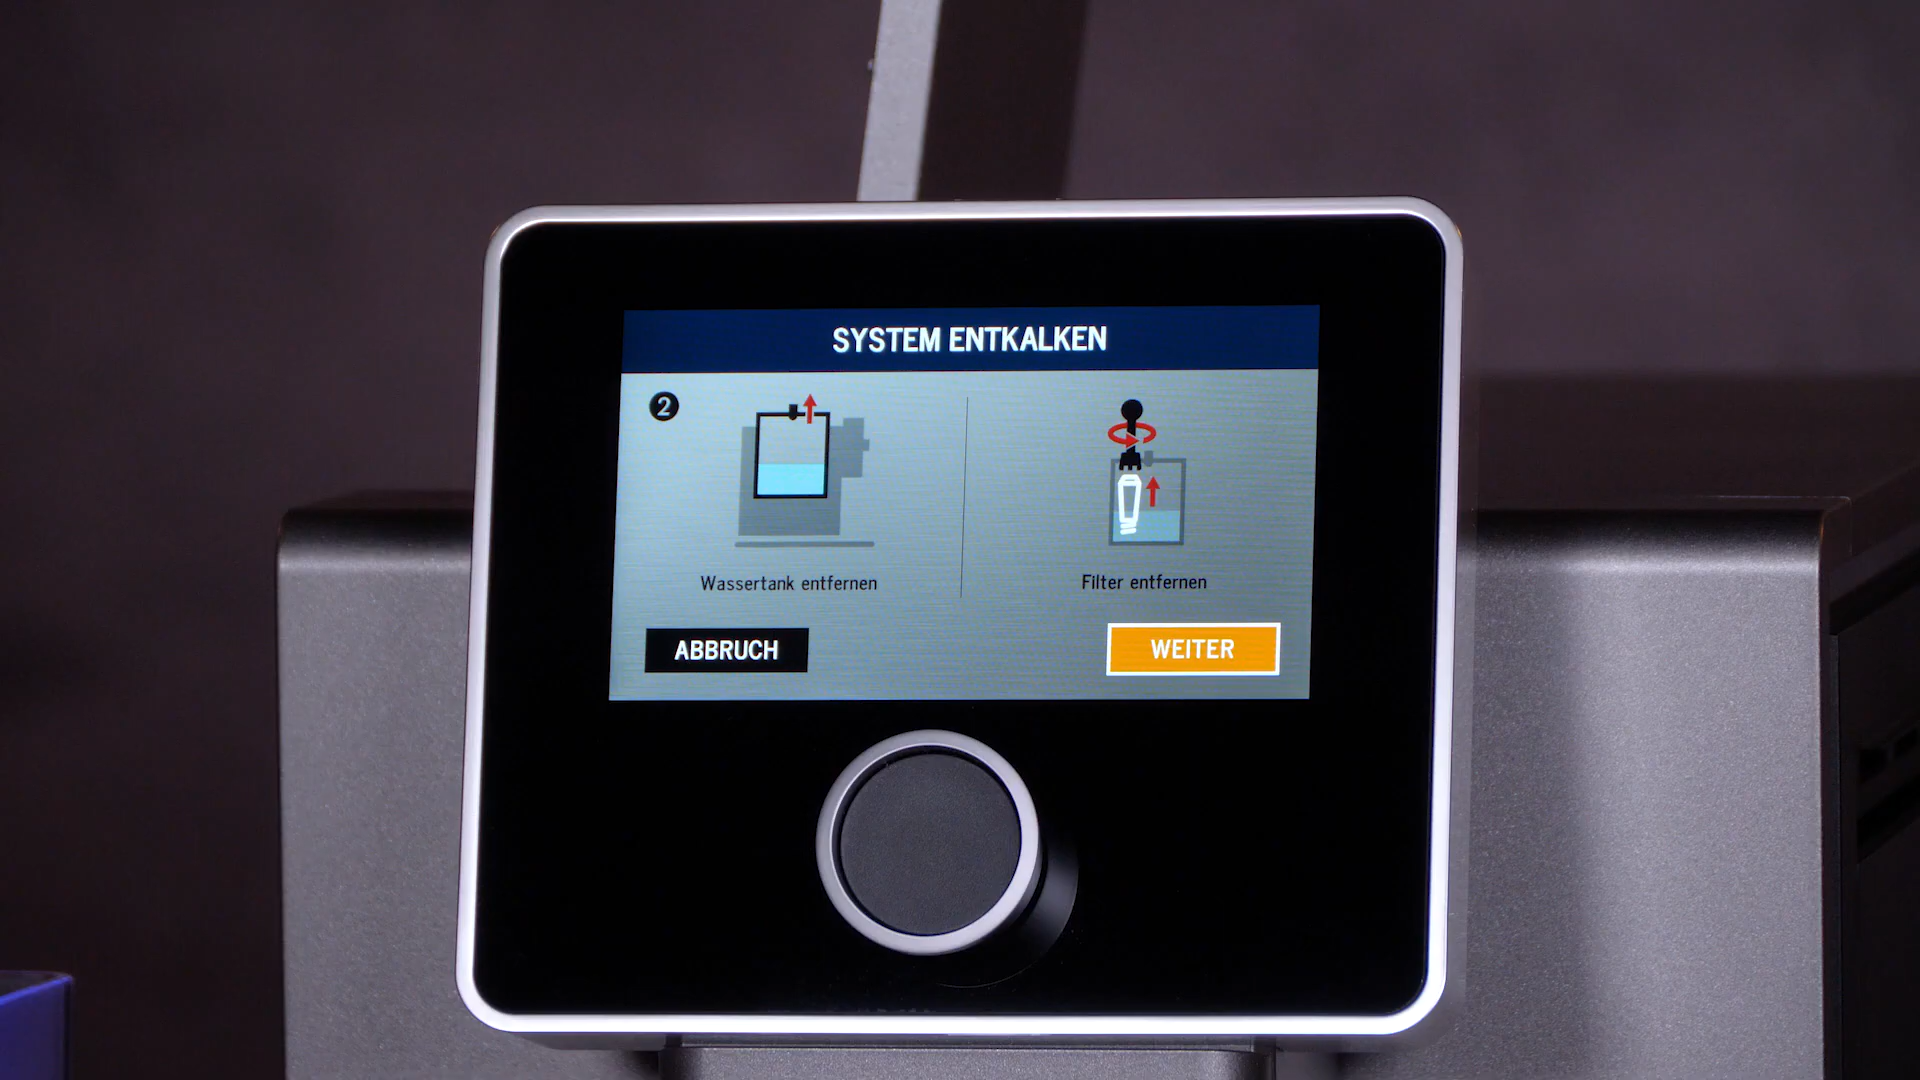 SYSTEM ENTKALKEN
2
Wassertank entfernen
Filter entfernen
ABBRUCH
WEITER